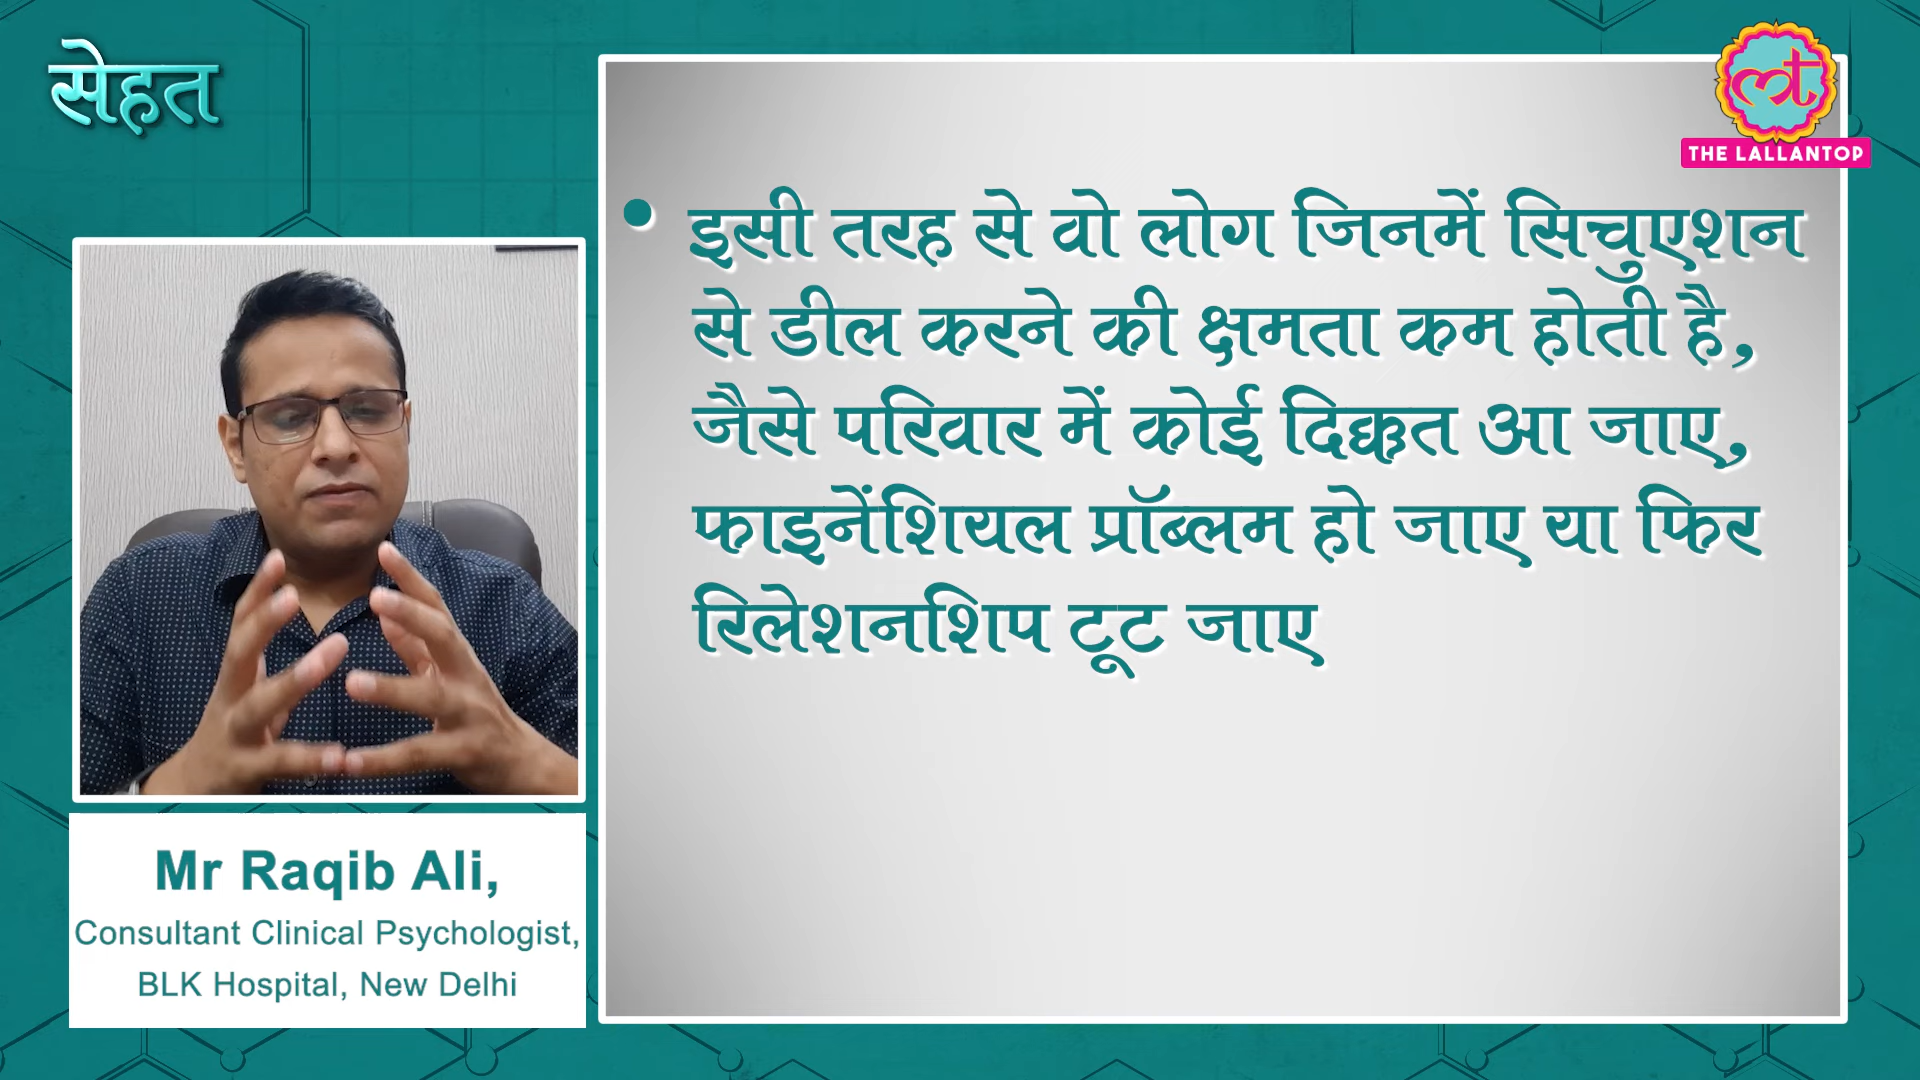 सेहत
THE LALLANTOP
• इसी तरह से वो लोग जिनमें सिचुएशन
से डील करने की क्षमता कम होती है,
जैसे परिवार में कोई दिक्कत आ जाए,
फाइनेंशियल प्रॉब्लम हो जाए या फिर
रिलेशनशिप टूट जाए
Mr Raqib Ali,
Consultant Clinical Psychologist,
BLK Hospital, New Delhi